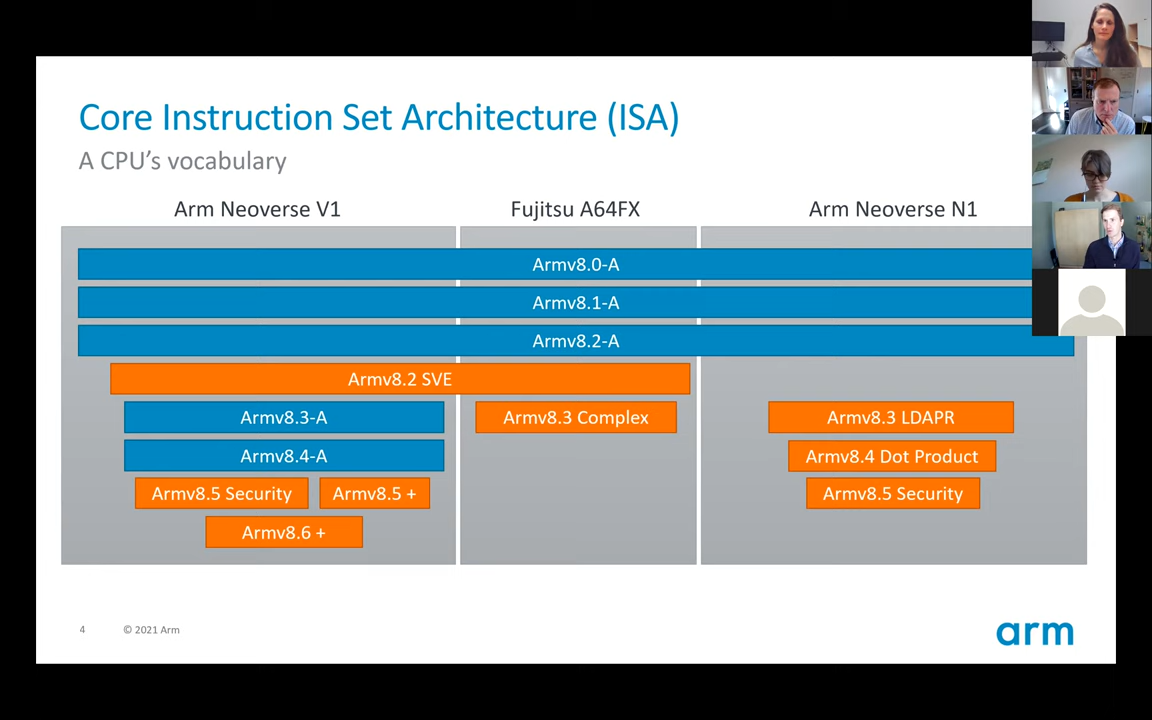 Core Instruction Set Architecture (ISA)
A CPU's vocabulary
Arm Neoverse V1
Fujitsu A64FX
Arm Neoverse N1
Armv8.0-A
Armv8.1-A
Armv8.2-A
Armv8.2 SVE
Armv8.3-A
Armv8.3 Complex
Armv8.3 LDAPR
Armv8.4-A
Armv8.4 Dot Product
Armv8.5 Security
Armv8.5 +
Armv8.5 Security
Armv8.6 +
4
© 2021 Arm
arm